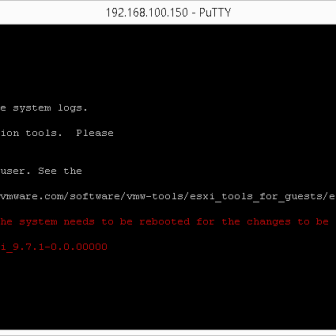 192.168.100.150 - PuTTY
e system logs.
ion tools.  Please
user. See the
vmware.com/software/vmw-tools/esxi_tools_for_guests/e
he system needs to be rebooted for the changes to be
i_9.7.1-0.0.00000